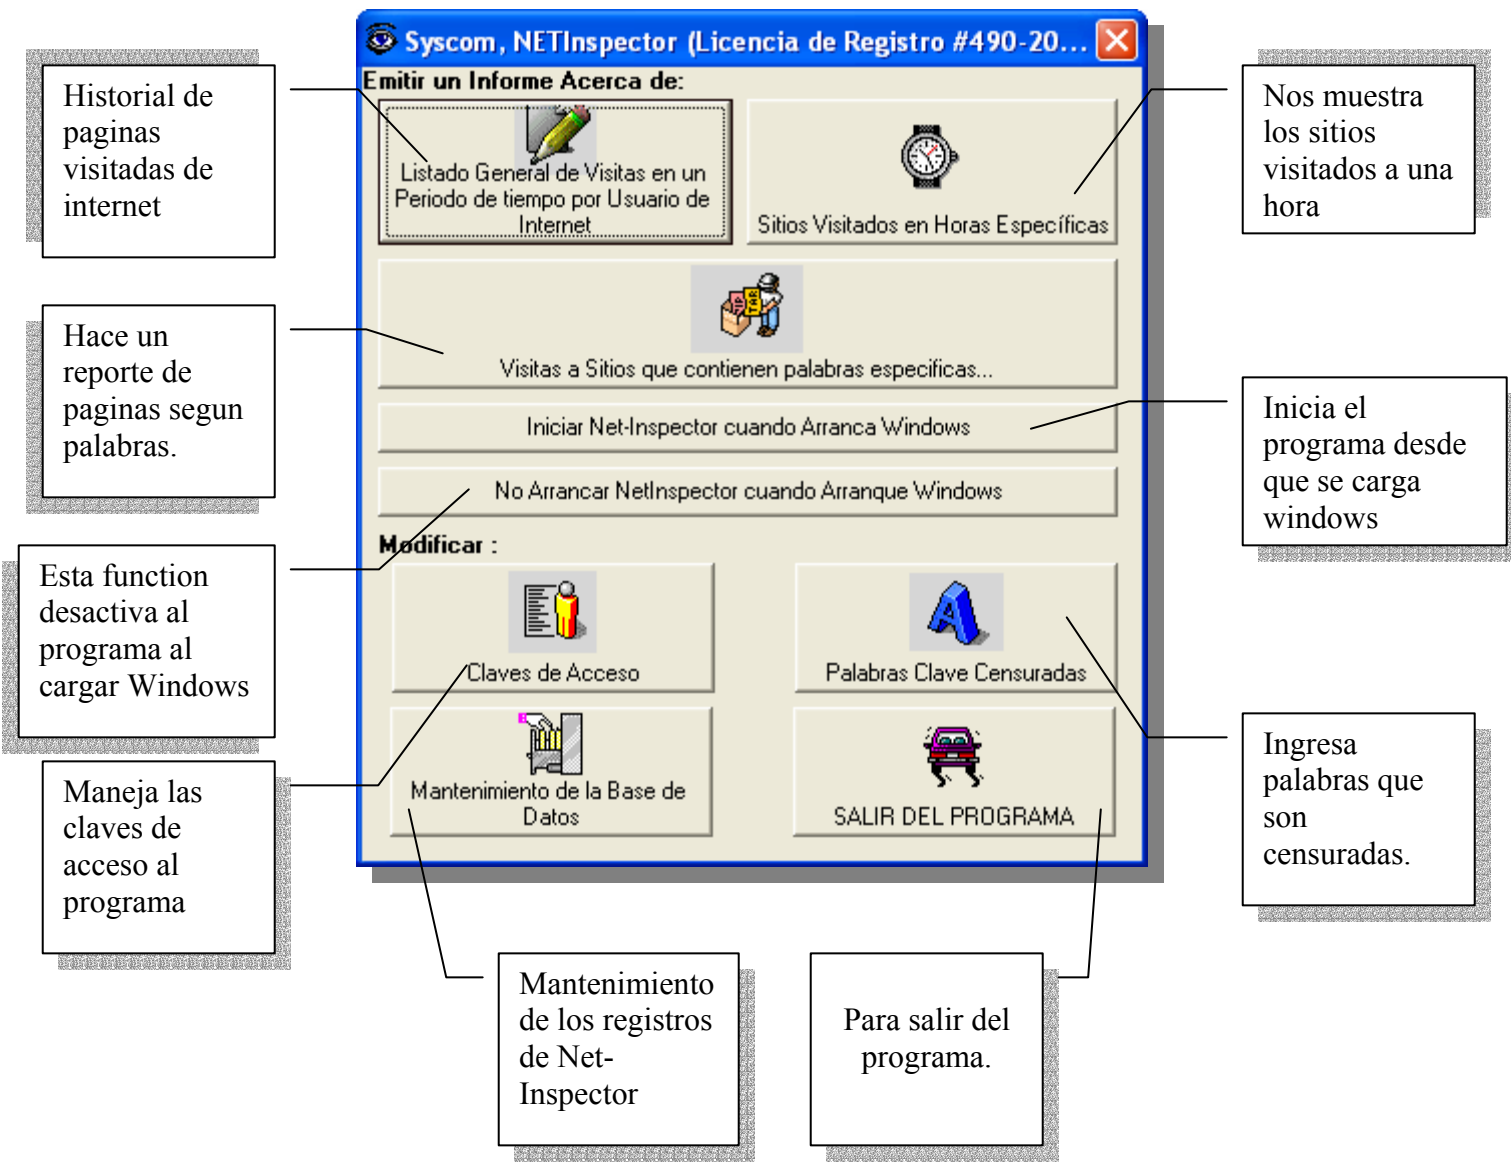 Syscom, NETInspector (Licencia de Registro #490-20...
Emitir un Informe Acerca de:
Listado General de Visitas en un
Periodo de tiempo por Usuario de
Internet
Sitios Visitados en Horas Específicas
Visitas a Sitios que contienen palabras especificas...
Iniciar Net-Inspector cuando Arranca Windows
No Arrancar NetInspector cuando Arranque Windows
Modificar :
Claves de Acceso
Palabras Clave Censuradas
Mantenimiento de la Base de
Datos
SALIR DEL PROGRAMA
Historial de
paginas
visitadas de
internet
Hace un
reporte de
paginas segun
palabras.
Esta function
desactiva al
programa al
cargar Windows
Maneja las
claves de
acceso al
programa
Nos muestra
los sitios
visitados a una
hora
Inicia el
programa desde
que se carga
windows
Ingresa
palabras que
son
censuradas.
Mantenimiento
de los registros
de Net-
Inspector
Para salir del
programa.